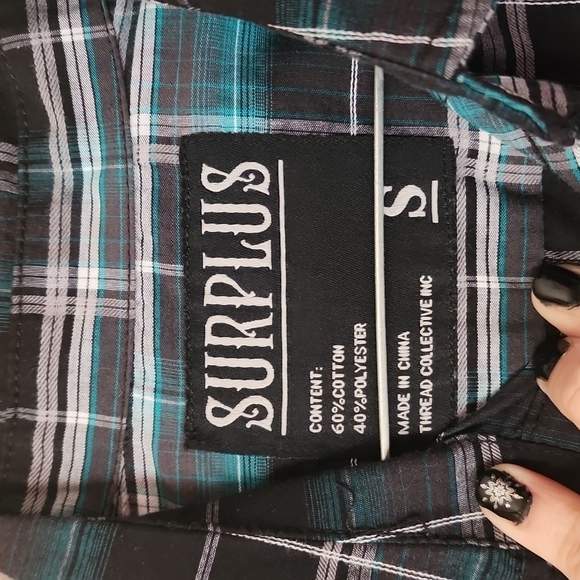 SURPLUS
CONTENT:
60%COTTON
40%POLYESTER
S
MADE IN CHINA
THREAD COLLECTIVE INC